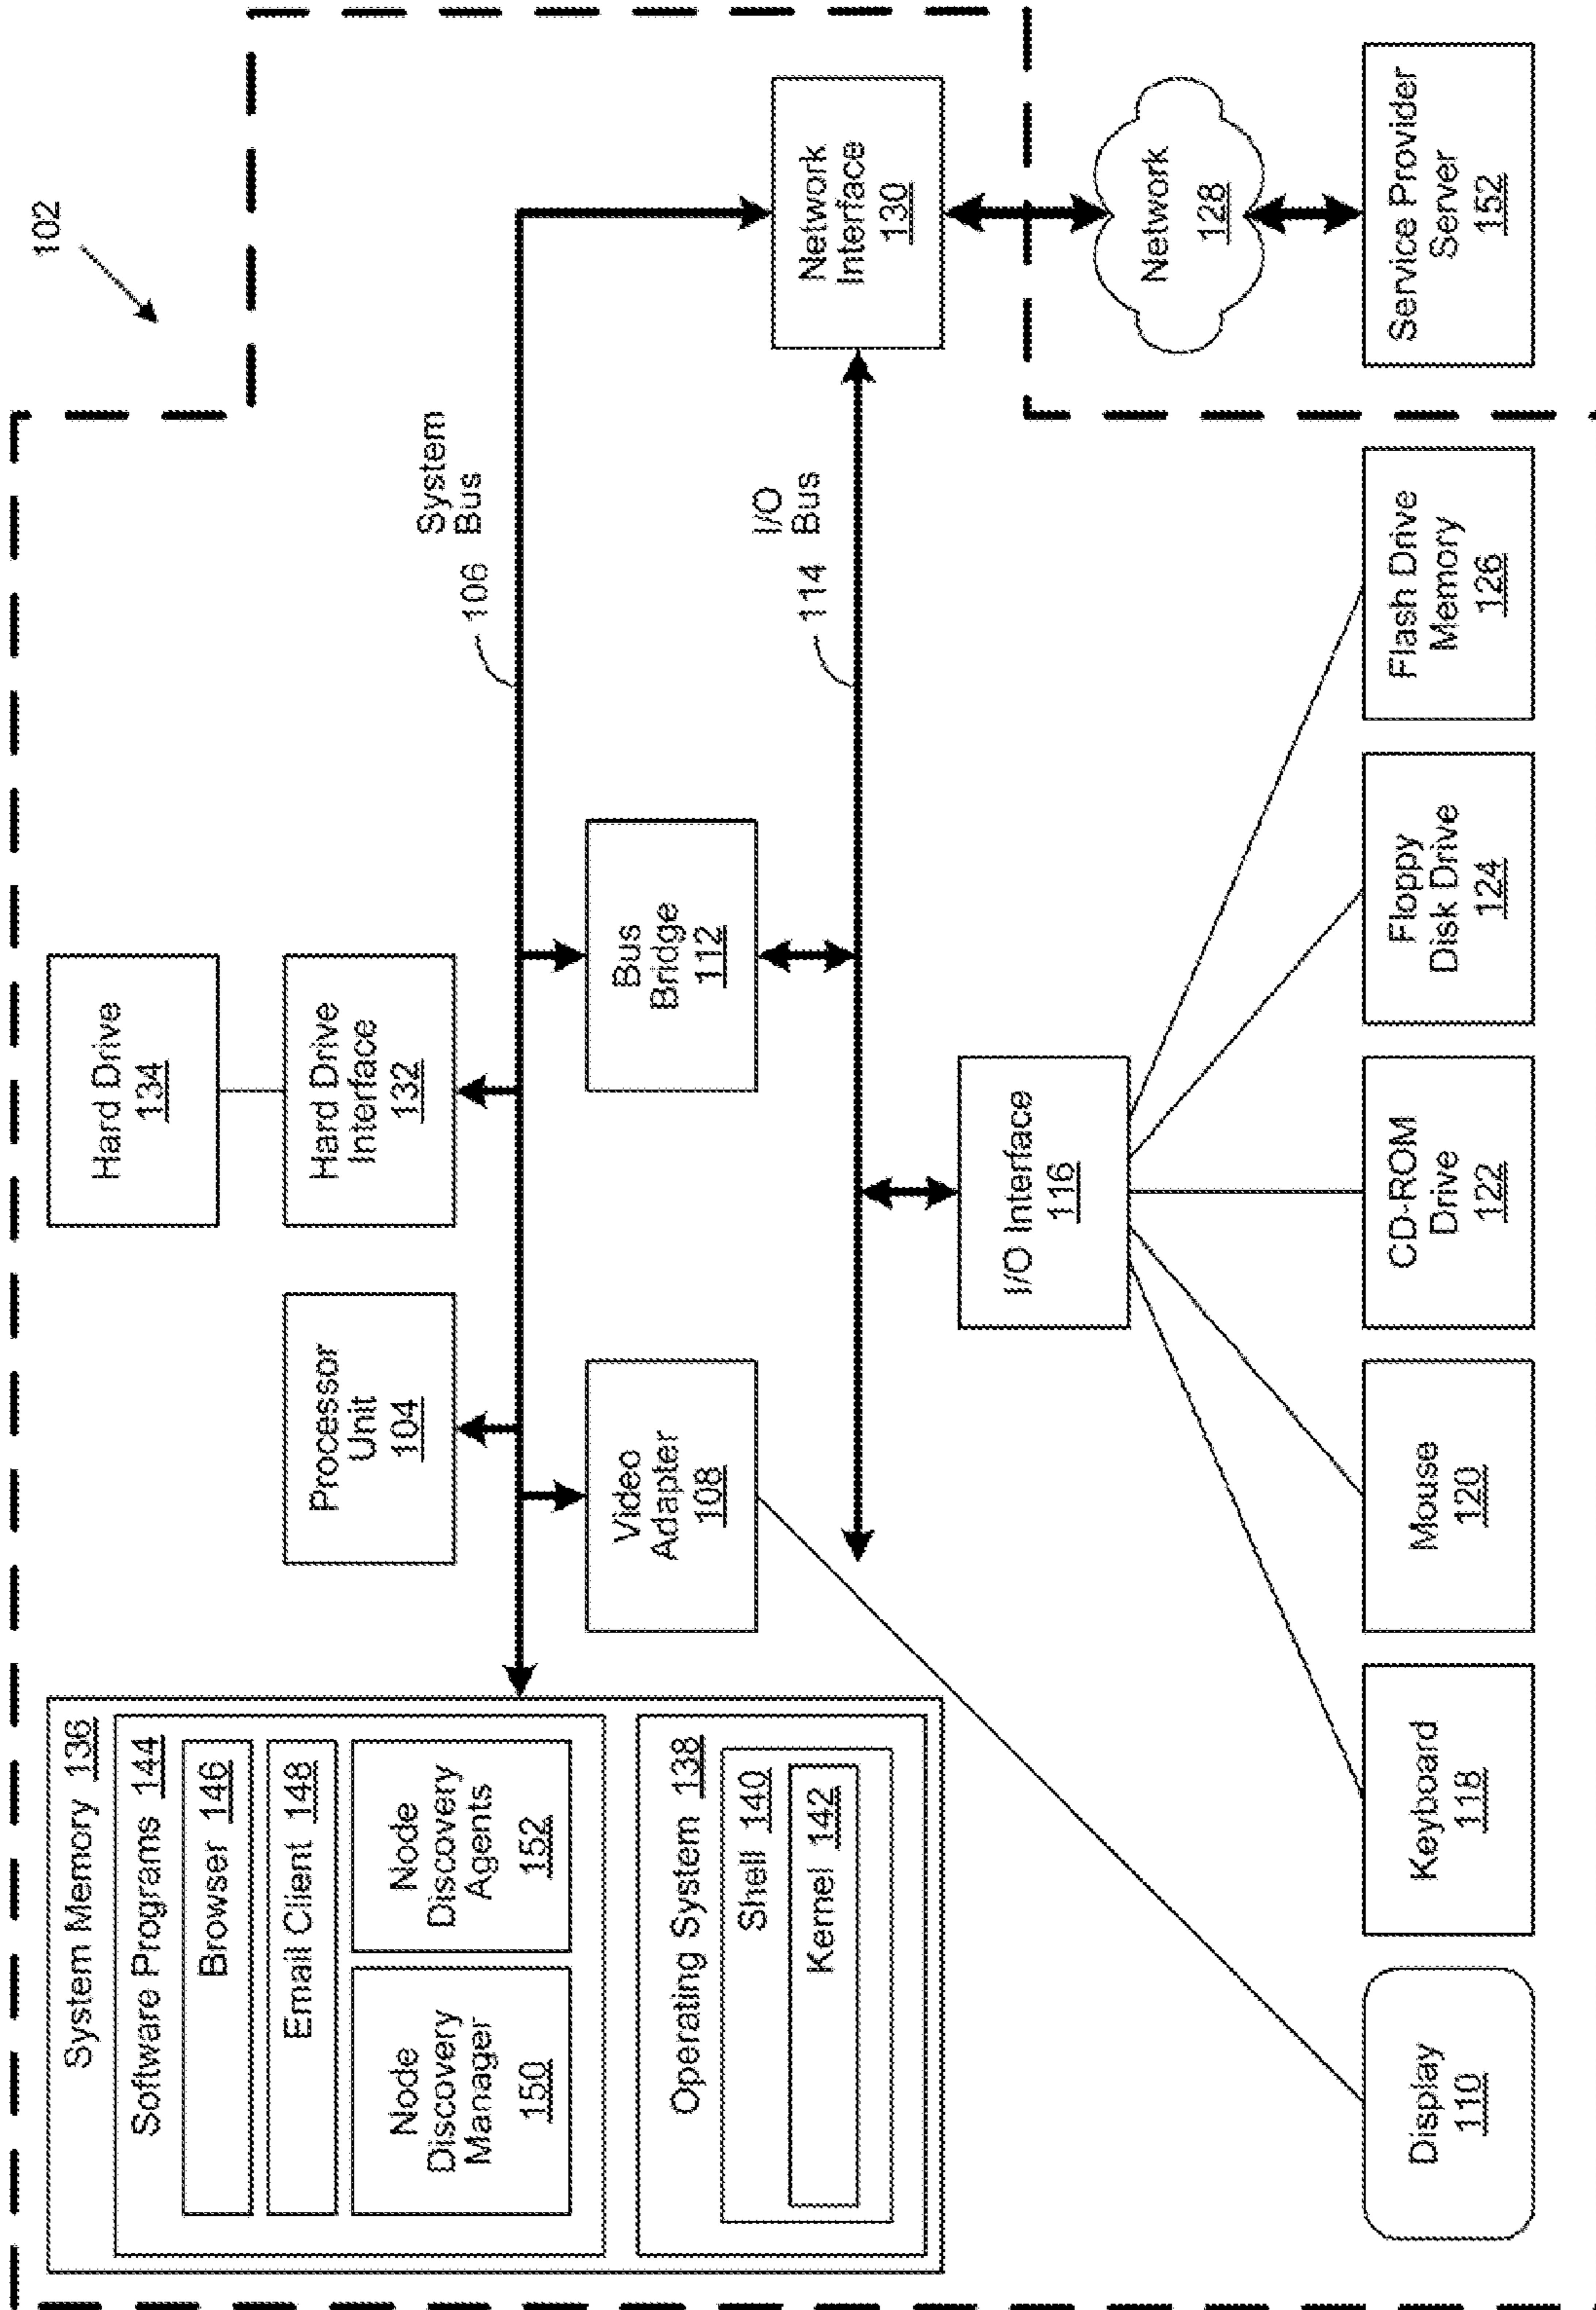 102
System Memory 136
Software Programs 144
Browser 146
Email Client 148
Node
Discovery
Manager
150
Node
Discovery
Agents
152
Operating System 138
Shell 140
Kernel 142
Processor
Unit
104
Hard Drive
134
Hard Drive
Interface
132
106
System
Bus
Video
Adapter
108
Bus
Bridge
112
114
I/O
Bus
Network
Interface
130
I/O Interface
116
Network
128
Display
110
Keyboard
118
Mouse
120
CD-ROM
Drive
122
Floppy
Disk Drive
124
Flash Drive
Memory
126
Service Provider
Server
152